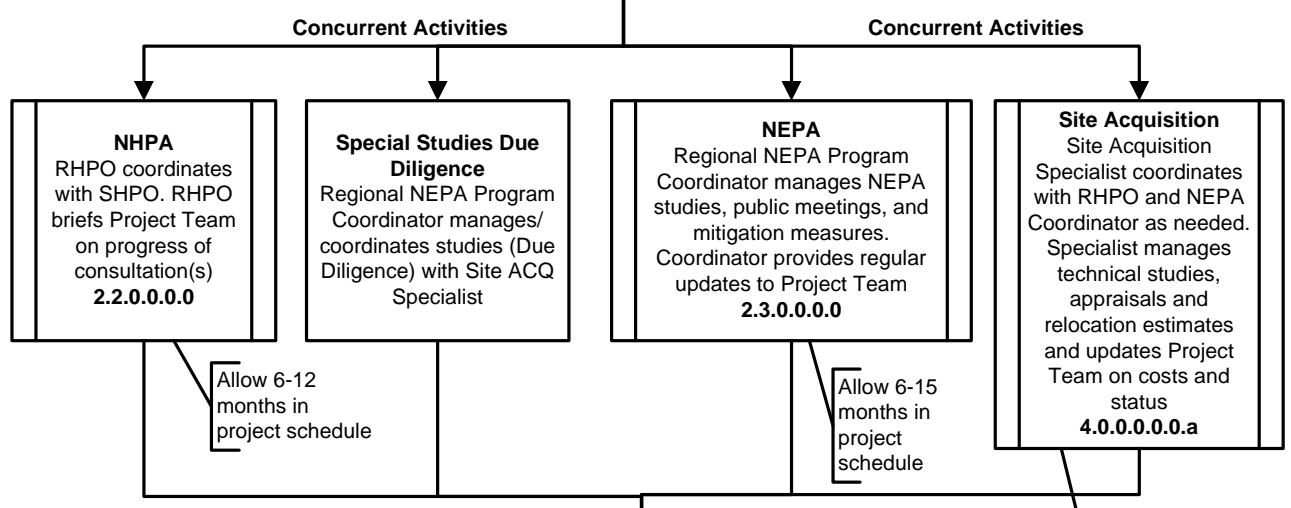 Concurrent Activities
Concurrent Activities
NHPA
RHPO coordinates
with SHPO. RHPO
briefs Project Team
on progress of
consultation(s)
2.2.0.0.0.0
Special Studies Due
Diligence
Regional NEPA Program
Coordinator manages/
coordinates studies (Due
Diligence) with Site ACQ
Specialist
NEPA
Regional NEPA Program
Coordinator manages NEPA
studies, public meetings, and
mitigation measures.
Coordinator provides regular
updates to Project Team
2.3.0.0.0.0
Site Acquisition
Site Acquisition
Specialist coordinates
with RHPO and NEPA
Coordinator as needed.
Specialist manages
technical studies,
appraisals and
relocation estimates
and updates Project
Team on costs and
status
4.0.0.0.0.0.a
Allow 6-12
months in
project schedule
Allow 6-15
months in
project
schedule